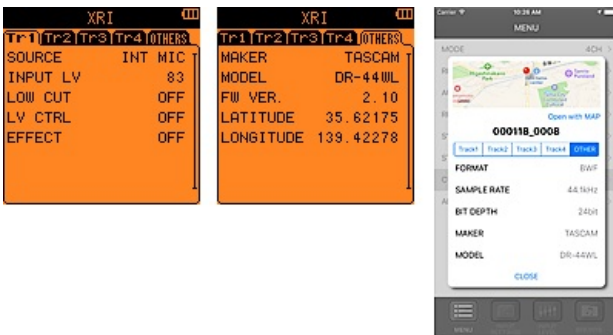 XRI
Tr1 Tr2 Tr3 Tr4 OTHERS
SOURCE INT MIC
INPUT LV 83
LOW CUT OFF
LV CTRL OFF
EFFECT OFF
XRI
Tr1 Tr2 Tr3 Tr4 OTHERS
MAKER TASCAM
MODEL DR-44WL
FW VER. 2.10
LATITUDE 35.62175
LONGITUDE 139.42278
Carrier 10:26 AM
MENU
MODE 4CH
Open with MAP
00011B_0008
Track1 Track2 Track3 Track4 OTHER
FORMAT BWF
SAMPLE RATE 44.1kHz
BIT DEPTH 24bit
MAKER TASCAM
MODEL DR-44WL
CLOSE
MENU